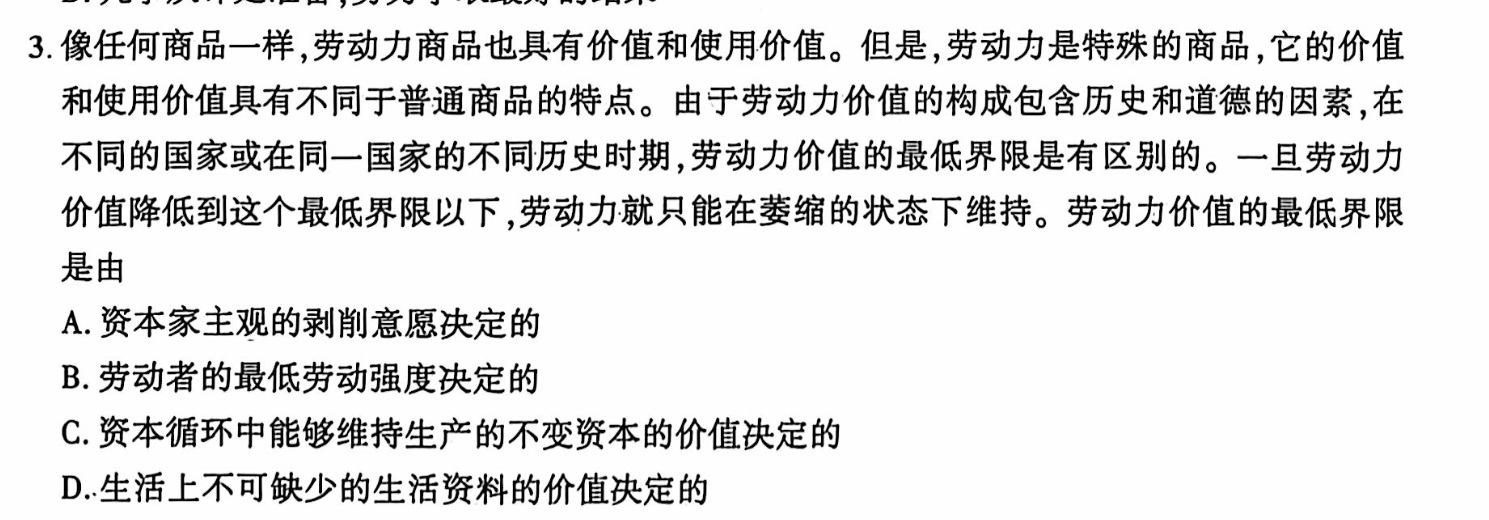 3. 像任何商品一样,劳动力商品也具有价值和使用价值。但是,劳动力是特殊的商品,它的价值
和使用价值具有不同于普通商品的特点。由于劳动力价值的构成包含历史和道德的因素,在
不同的国家或在同一国家的不同历史时期,劳动力价值的最低界限是有区别的。一旦劳动力
价值降低到这个最低界限以下,劳动力就只能在萎缩的状态下维持。劳动力价值的最低界限
是由
A. 资本家主观的剥削意愿决定的
B. 劳动者的最低劳动强度决定的
C. 资本循环中能够维持生产的不变资本的价值决定的
D. 生活上不可缺少的生活资料的价值决定的